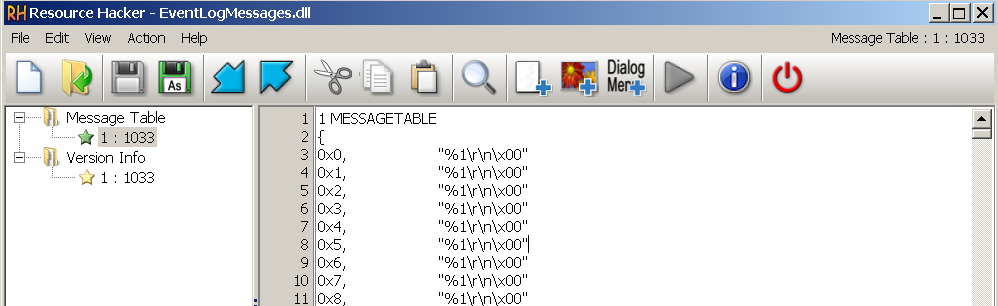 RH Resource Hacker - EventLogMessages.dll
File Edit View Action Help Message Table : 1 : 1033
As Dialog
Mer
Message Table
1 : 1033
Version Info
1 : 1033
1 1 MESSAGETABLE
2 {
3 0x0, "%1\r\n\x00"
4 0x1, "%1\r\n\x00"
5 0x2, "%1\r\n\x00"
6 0x3, "%1\r\n\x00"
7 0x4, "%1\r\n\x00"
8 0x5, "%1\r\n\x00"
9 0x6, "%1\r\n\x00"
10 0x7, "%1\r\n\x00"
11 0x8, "%1\r\n\x00"